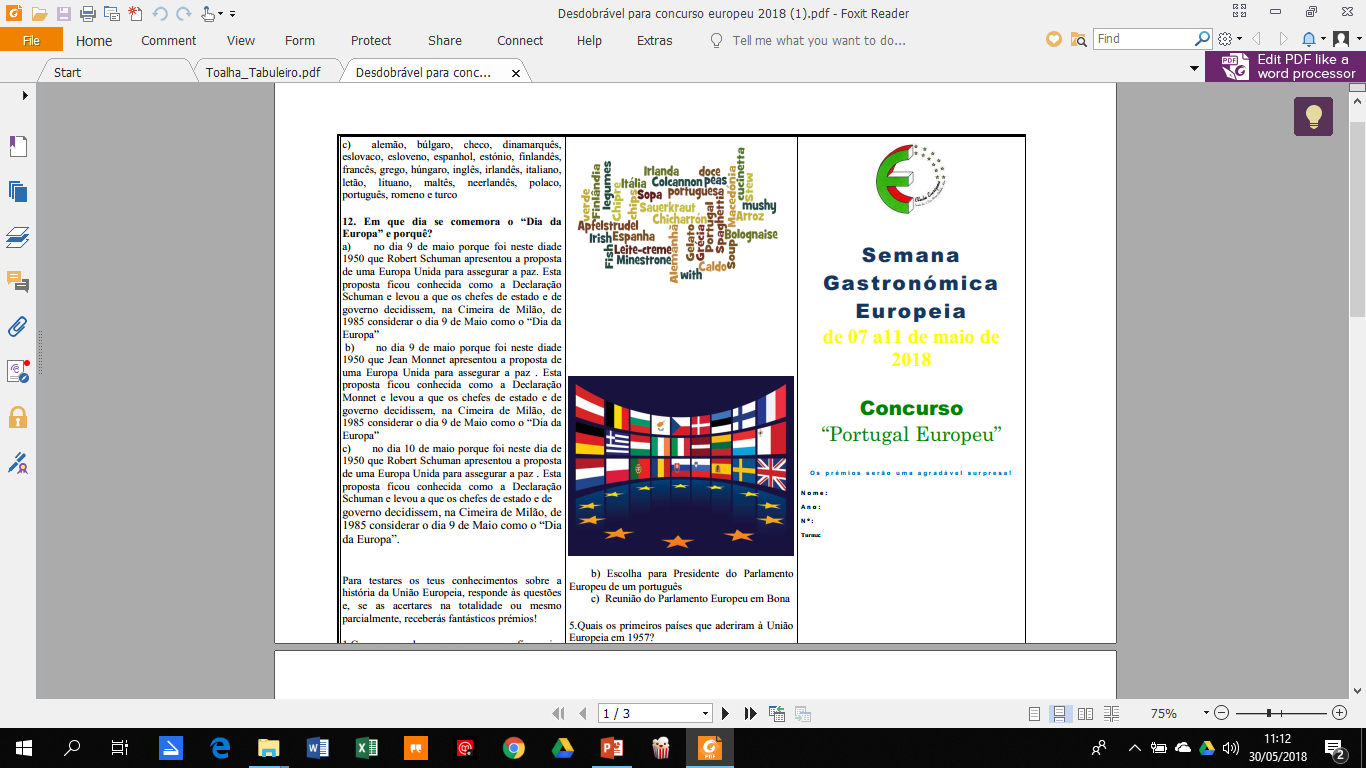 Desdobrável para concurso europeu 2018 (1).pdf - Foxit Reader
File Home Comment View Form Protect Share Connect Help Extras Tell me what you want to do... Find
Start Toalha_Tabuleiro.pdf Desdobrável para conc... Edit PDF like a
word processor
c) alemão, búlgaro, checo, dinamarquês,
eslovaco, esloveno, espanhol, estónio, finlandês,
francês, grego, húngaro, inglês, irlandês, italiano,
letão, lituano, maltês, neerlandês, polaco,
português, romeno e turco
12. Em que dia se comemora o “Dia da
Europa” e porquê?
a) no dia 9 de maio porque foi neste diade
1950 que Robert Schuman apresentou a proposta
de uma Europa Unida para assegurar a paz. Esta
proposta ficou conhecida como a Declaração
Schuman e levou a que os chefes de estado e de
governo decidissem, na Cimeira de Milão, de
1985 considerar o dia 9 de Maio como o “Dia da
Europa”
b) no dia 9 de maio porque foi neste diade
1950 que Jean Monnet apresentou a proposta de
uma Europa Unida para assegurar a paz . Esta
proposta ficou conhecida como a Declaração
Monnet e levou a que os chefes de estado e de
governo decidissem, na Cimeira de Milão, de
1985 considerar o dia 9 de Maio como o “Dia da
Europa”
c) no dia 10 de maio porque foi neste dia de
1950 que Robert Schuman apresentou a proposta
de uma Europa Unida para assegurar a paz . Esta
proposta ficou conhecida como a Declaração
Schuman e levou a que os chefes de estado e de
governo decidissem, na Cimeira de Milão, de
1985 considerar o dia 9 de Maio como o “Dia
da Europa”.
Para testares os teus conhecimentos sobre a
história da União Europeia, responde às questões
e, se as acertares na totalidade ou mesmo
parcialmente, receberás fantásticos prémios!
verde
Finlândia
legumes
Irlanda
Itália
Chipre
chips
Colcannon
Sopa
doce
peas
portuguesa
Sauerkraut
Chicharrón
Macedónia
cucinetta
Stew
mushy
Arroz
Apfelstrudel
Irish
Espanha
Fish
Leite-creme
Minestrone
Alemanha
Gelato
Grécia
Portugal
Spaghetti
Soup
Bolognaise
Caldo
with
b) Escolha para Presidente do Parlamento
Europeu de um português
c) Reunião do Parlamento Europeu em Bona
5.Quais os primeiros países que aderiram à União
Europeia em 1957?
Semana
Gastronómica
Europeia
de 07 a11 de maio de
2018
Concurso
“Portugal Europeu”
Os prémios serão uma agradável surpresa!
Nome:
Ano:
Nº:
Turma:
1 / 3 75%
11:12
30/05/2018
2